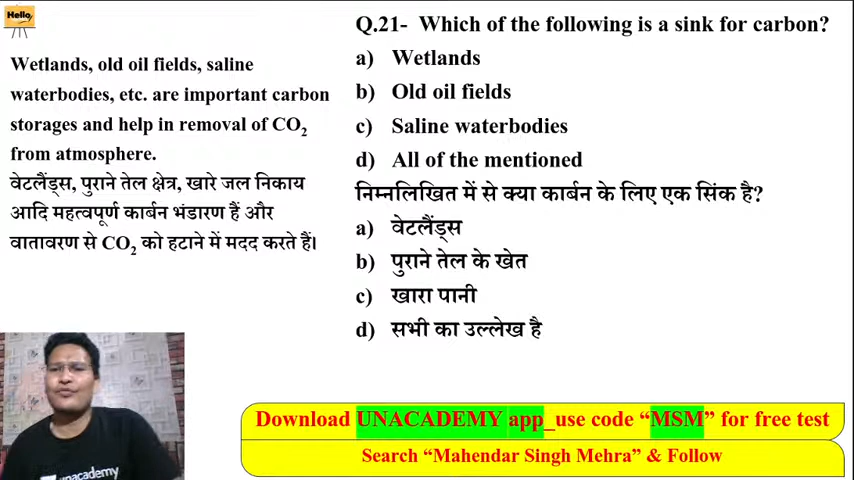 Hello
Wetlands, old oil fields, saline
waterbodies, etc. are important carbon
storages and help in removal of CO₂
from atmosphere.
वेटलैंड्स, पुराने तेल क्षेत्र, खारे जल निकाय
आदि महत्वपूर्ण कार्बन भंडारण हैं और
वातावरण से CO₂ को हटाने में मदद करते हैं।
Q.21- Which of the following is a sink for carbon?
a) Wetlands
b) Old oil fields
c) Saline waterbodies
d) All of the mentioned
निम्नलिखित में से क्या कार्बन के लिए एक सिंक है?
a) वेटलैंड्स
b) पुराने तेल के खेत
c) खारा पानी
d) सभी का उल्लेख है
unacademy
Download UNACADEMY app_use code “MSM” for free test
Search “Mahendar Singh Mehra” & Follow